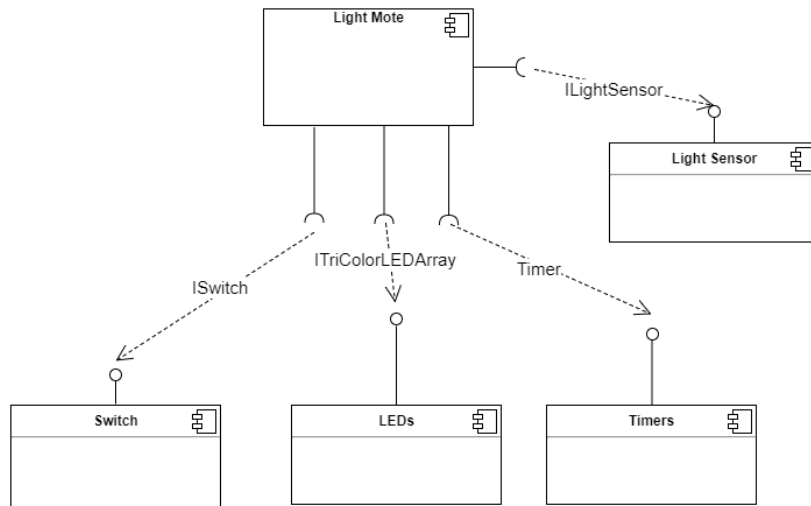 Light Mote
ILightSensor
Light Sensor
ITriColorLEDArray
Timer
ISwitch
Switch
LEDs
Timers